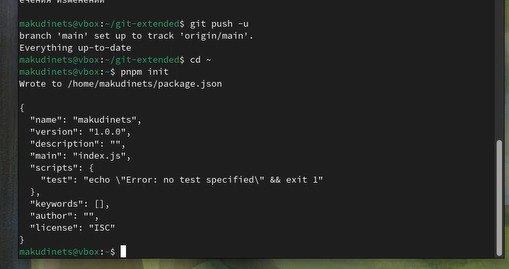 ечения изменений
makudinets@vbox:~/git-extended$ git push -u
branch 'main' set up to track 'origin/main'.
Everything up-to-date
makudinets@vbox:~/git-extended$ cd ~
makudinets@vbox:~$ pnpm init
Wrote to /home/makudinets/package.json
{
  "name": "makudinets",
  "version": "1.0.0",
  "description": "",
  "main": "index.js",
  "scripts": {
    "test": "echo \"Error: no test specified\" && exit 1"
  },
  "keywords": [],
  "author": "",
  "license": "ISC"
}
makudinets@vbox:~$